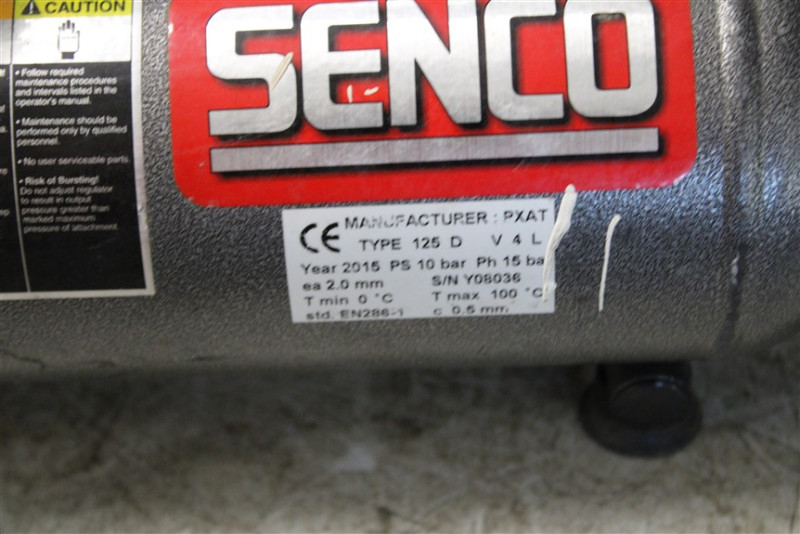 CAUTION
• Follow required
maintenance procedures
and intervals listed in the
operator's manual.
• Maintenance should be
performed only by qualified
personnel.
• No user serviceable parts.
• Risk of Bursting!
Do not adjust regulator
to result in output
pressure greater than
marked maximum
pressure of attachment.
SENCO
CE
MANUFACTURER : PXAT
TYPE 125 D V 4 L
Year 2015 PS 10 bar Ph 15 ba
ea 2.0 mm S/N Y08036
T min 0 °C T max 100 °C
std. EN286-1 c 0.5 mm